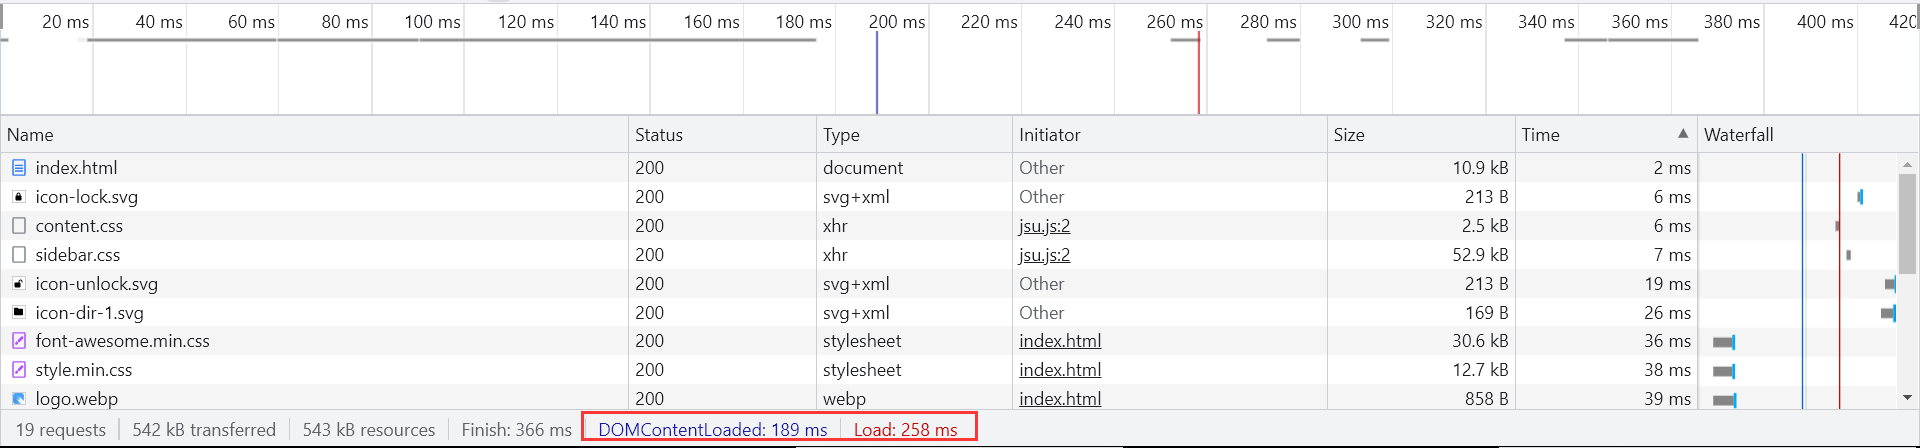 20 ms 40 ms 60 ms 80 ms 100 ms 120 ms 140 ms 160 ms 180 ms 200 ms 220 ms 240 ms 260 ms 280 ms 300 ms 320 ms 340 ms 360 ms 380 ms 400 ms 420
Name Status Type Initiator Size Time Waterfall
index.html 200 document Other 10.9 kB 2 ms
icon-lock.svg 200 svg+xml Other 213 B 6 ms
content.css 200 xhr jsu.js:2 2.5 kB 6 ms
sidebar.css 200 xhr jsu.js:2 52.9 kB 7 ms
icon-unlock.svg 200 svg+xml Other 213 B 19 ms
icon-dir-1.svg 200 svg+xml Other 169 B 26 ms
font-awesome.min.css 200 stylesheet index.html 30.6 kB 36 ms
style.min.css 200 stylesheet index.html 12.7 kB 38 ms
logo.webp 200 webp index.html 858 B 39 ms
19 requests 542 kB transferred 543 kB resources Finish: 366 ms DOMContentLoaded: 189 ms Load: 258 ms